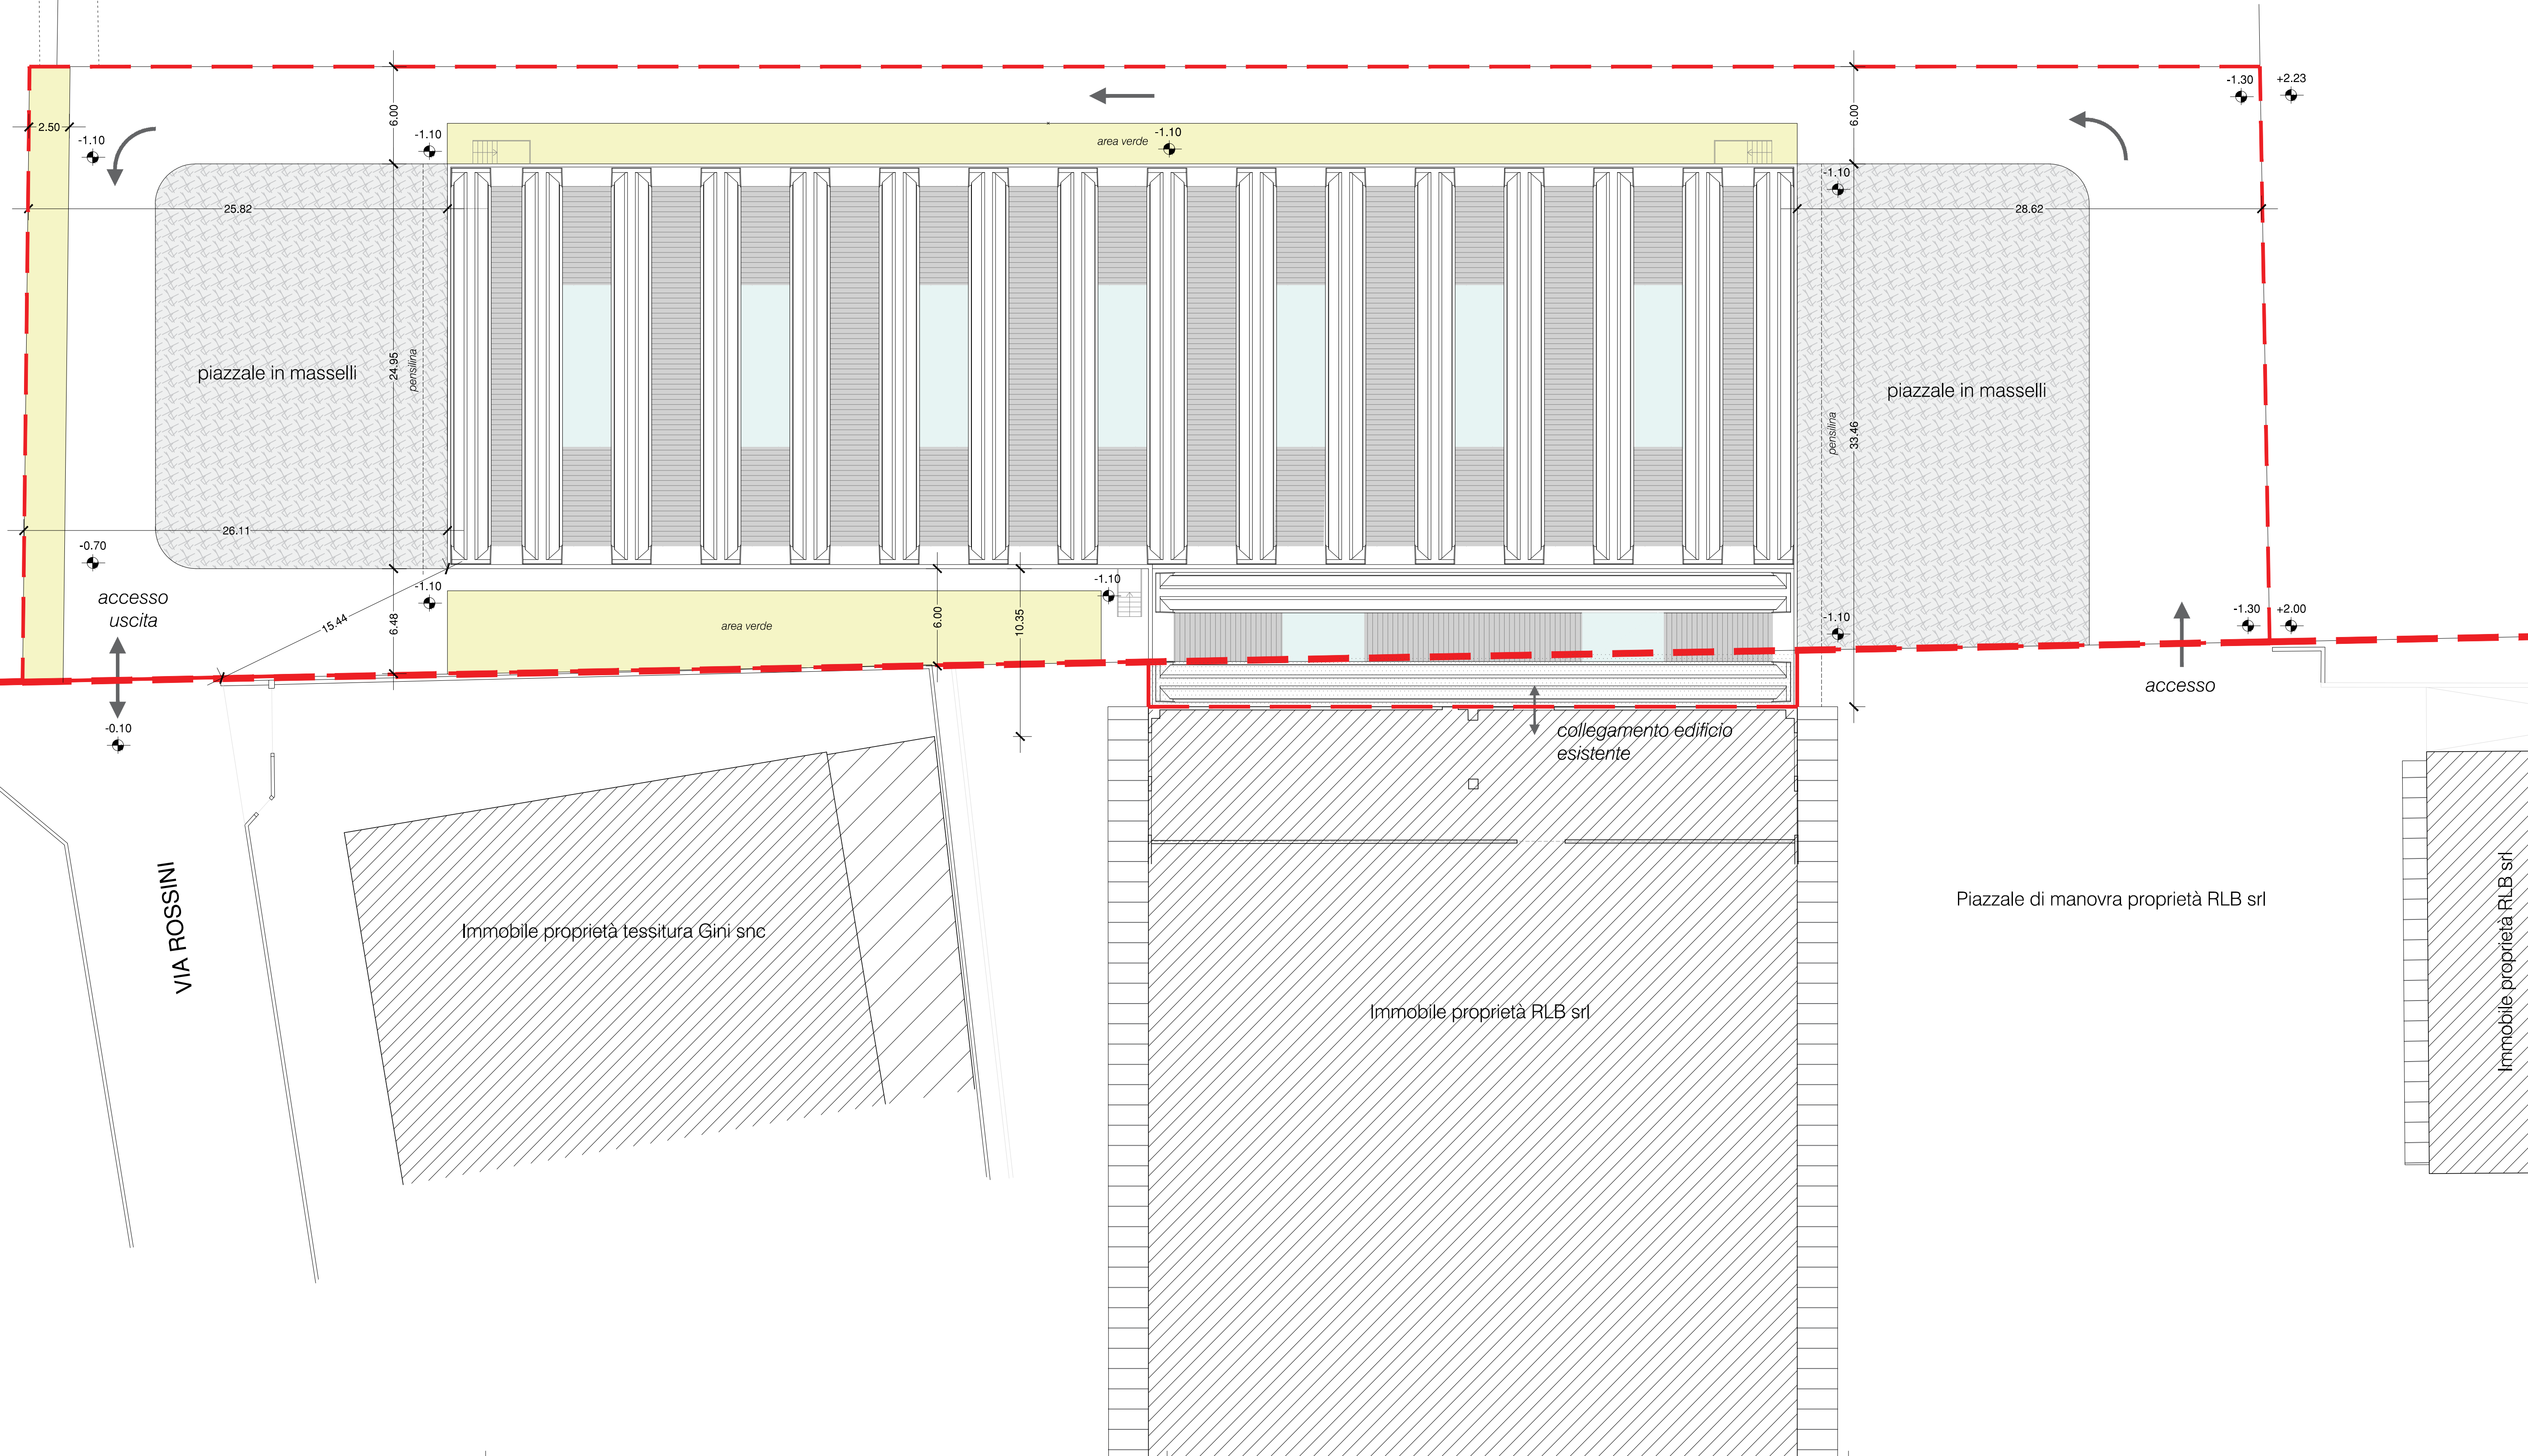 -1.30
+2.23
6.00
6.00
2.50
-1.10
-1.10
area verde
-1.10
-1.10
25.82
28.62
piazzale in masselli
24.95
pensilina
piazzale in masselli
pensilina
33.46
26.11
-0.70
accesso
uscita
-1.10
15.44
6.48
area verde
6.00
10.35
-1.10
-1.10
-1.30
+2.00
accesso
-0.10
collegamento edificio
esistente
VIA ROSSINI
Immobile proprietà tessitura Gini snc
Immobile proprietà RLB srl
Piazzale di manovra proprietà RLB srl
Immobile proprietà RLB srl